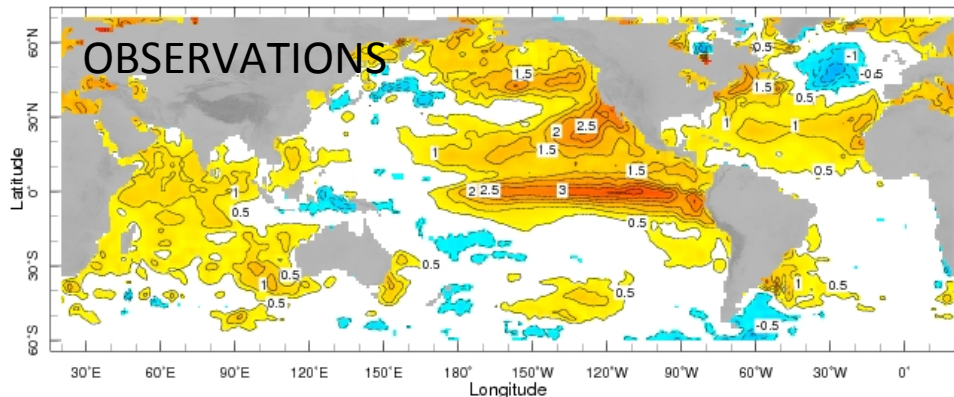 OBSERVATIONS
60°N
30°N
0°
30°S
60°S
Latitude
0.5
-1
-0.5
1.5
1.5
0.5
2.5
2
1
1
1
1.5
1.5
0.5
1
2
2.5
3
0.5
0.5
0.5
0.5
0.5
1
0.5
0.5
1
0.5
-0.5
30°E
60°E
90°E
120°E
150°E
180°
150°W
120°W
90°W
60°W
30°W
0°
Longitude